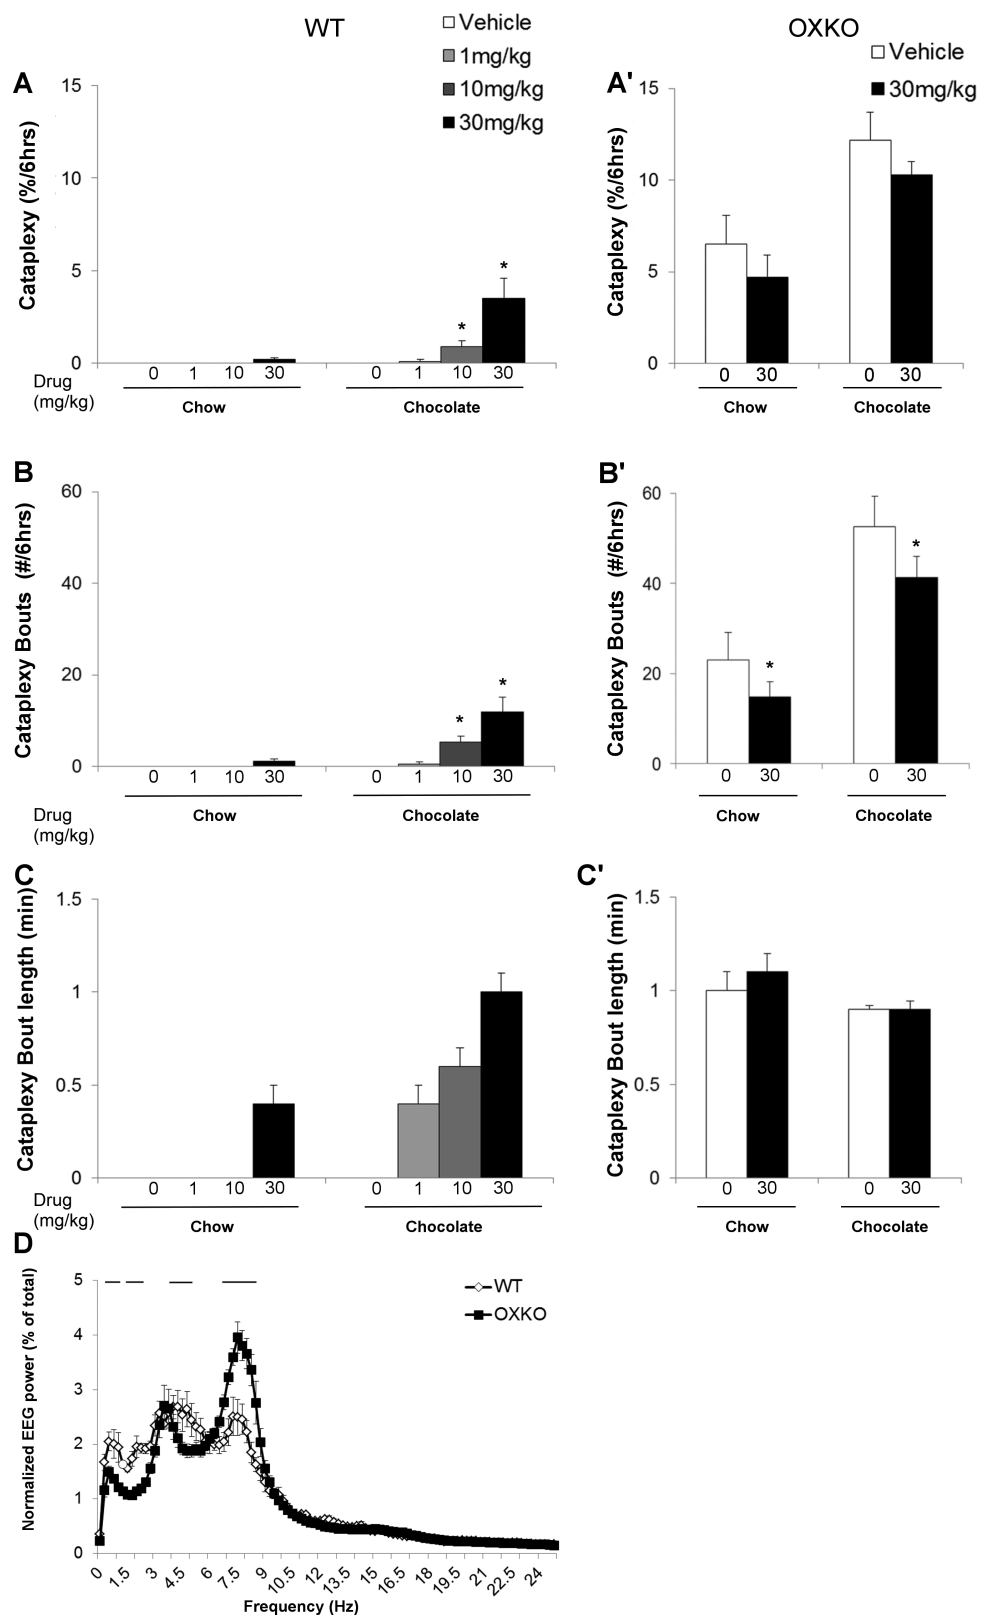 WT
OXKO
Vehicle
1mg/kg
10mg/kg
30mg/kg
Vehicle
30mg/kg
A
Cataplexy (%/6hrs)
15
10
5
0
0 1 10 30 0 1 10 30
Drug
(mg/kg)
Chow Chocolate
* *
A'
Cataplexy (%/6hrs)
15
10
5
0
0 30 0 30
Chow Chocolate
B
Cataplexy Bouts (#/6hrs)
60
40
20
0
* *
0 1 10 30 0 1 10 30
Drug
(mg/kg)
Chow Chocolate
B'
Cataplexy Bouts (#/6hrs)
60
40
20
0
* *
0 30 0 30
Chow Chocolate
C
Cataplexy Bout length (min)
1.5
1
0.5
0
0 1 10 30 0 1 10 30
Drug
(mg/kg)
Chow Chocolate
C'
Cataplexy Bout length (min)
1.5
1
0.5
0
0 30 0 30
Chow Chocolate
D
Normalized EEG power (% of total)
5
4
3
2
1
0
WT
OXKO
0 1.5 3 4.5 6 7.5 9 10.5 12 13.5 15 16.5 18 19.5 21 22.5 24
Frequency (Hz)